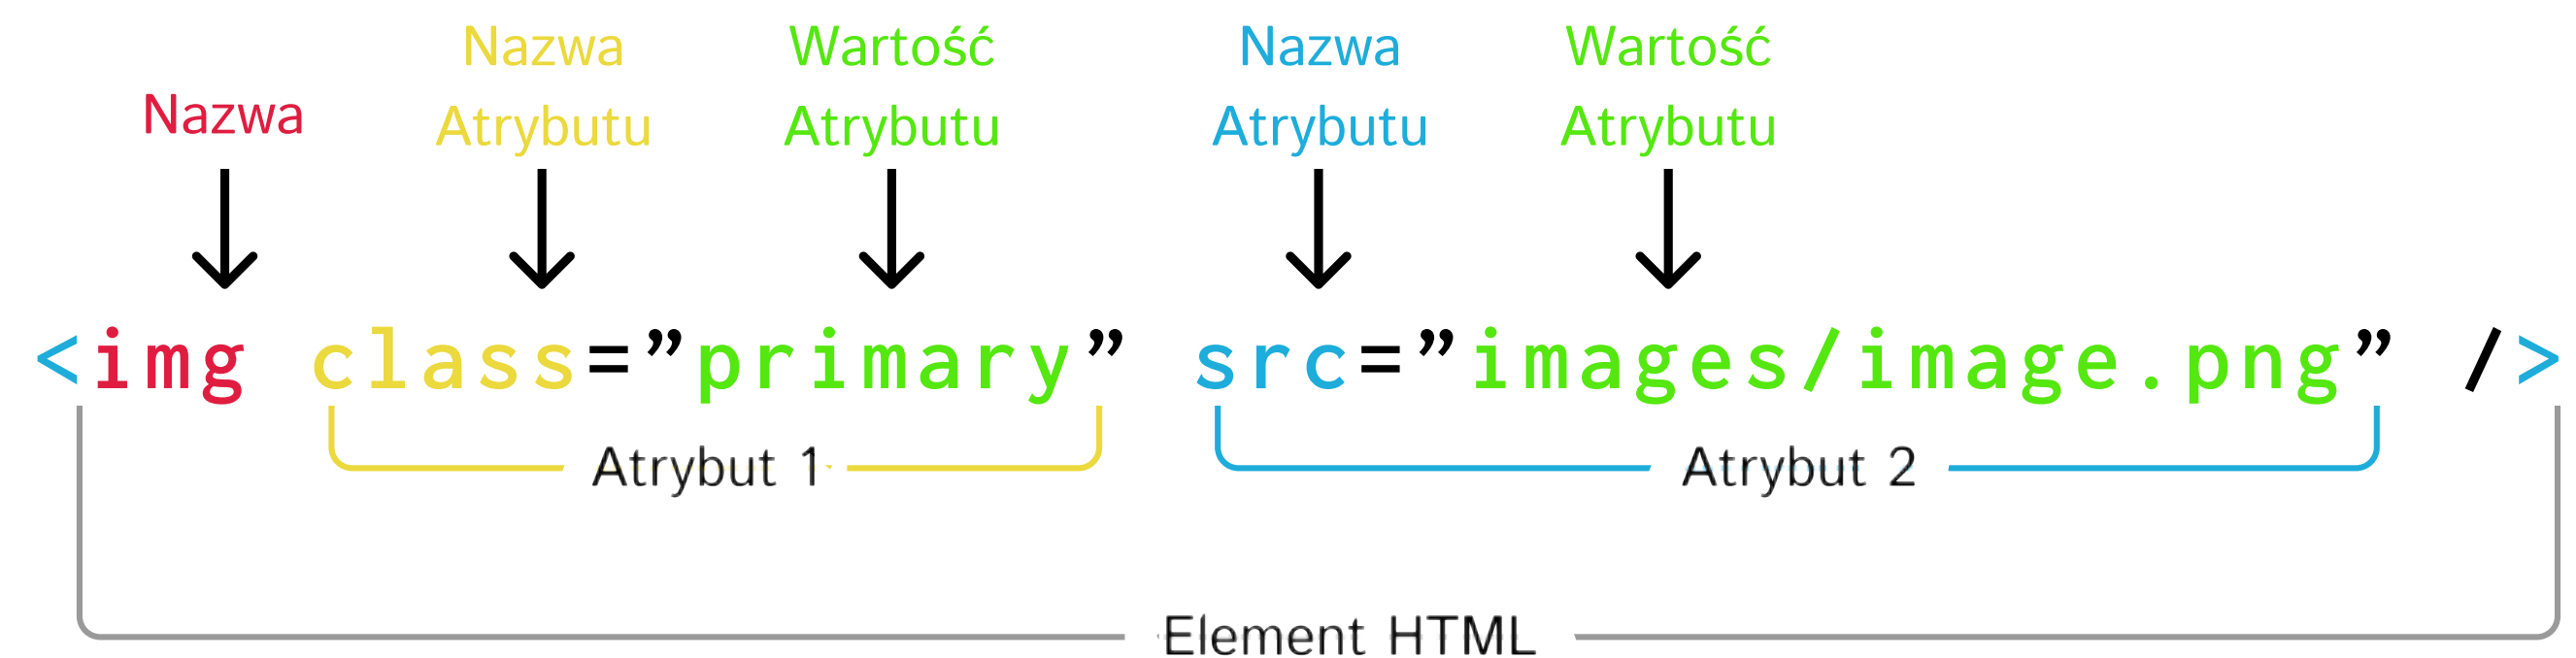 Nazwa
Nazwa
Atrybutu
Wartość
Atrybutu
Nazwa
Atrybutu
Wartość
Atrybutu
<img class=”primary” src=”images/image.png” />
Atrybut 1
Atrybut 2
Element HTML